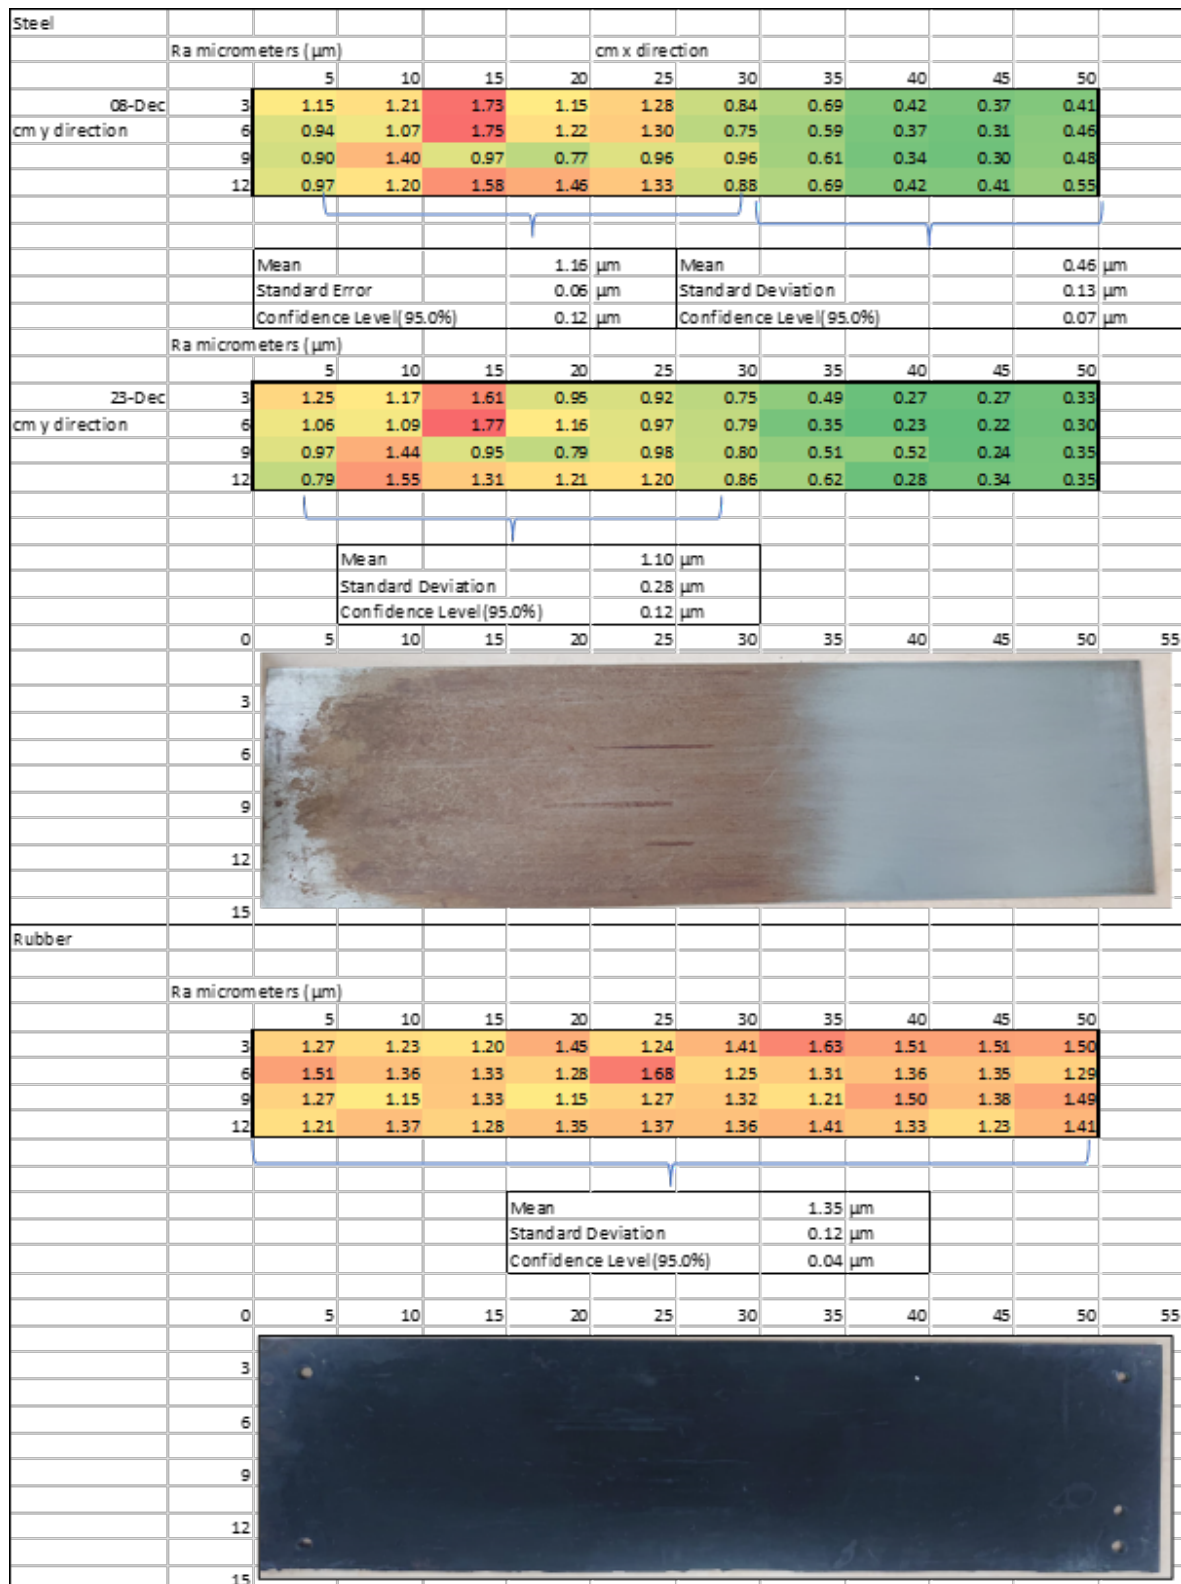 Steel
Ra micrometers (µm) cm x direction
5 10 15 20 25 30 35 40 45 50
08-Dec 3 1.15 1.21 1.73 1.15 1.28 0.84 0.69 0.42 0.37 0.41
cm y direction 6 0.94 1.07 1.75 1.22 1.30 0.75 0.59 0.37 0.31 0.46
9 0.90 1.40 0.97 0.77 0.96 0.96 0.61 0.34 0.30 0.48
12 0.97 1.20 1.58 1.46 1.33 0.88 0.69 0.42 0.41 0.55
Mean 1.16 µm Mean 0.46 µm
Standard Error 0.06 µm Standard Deviation 0.13 µm
Confidence Level(95.0%) 0.12 µm Confidence Level(95.0%) 0.07 µm
Ra micrometers (µm)
5 10 15 20 25 30 35 40 45 50
23-Dec 3 1.25 1.17 1.61 0.95 0.92 0.75 0.49 0.27 0.27 0.33
cm y direction 6 1.06 1.09 1.77 1.16 0.97 0.79 0.35 0.23 0.22 0.30
9 0.97 1.44 0.95 0.79 0.98 0.80 0.51 0.52 0.24 0.35
12 0.79 1.55 1.31 1.21 1.20 0.86 0.62 0.28 0.34 0.35
Mean 1.10 µm
Standard Deviation 0.28 µm
Confidence Level(95.0%) 0.12 µm
0 5 10 15 20 25 30 35 40 45 50 55
3
6
9
12
15
Rubber
Ra micrometers (µm)
5 10 15 20 25 30 35 40 45 50
3 1.27 1.23 1.20 1.45 1.24 1.41 1.63 1.51 1.51 1.50
6 1.51 1.36 1.33 1.28 1.68 1.25 1.31 1.36 1.35 1.29
9 1.27 1.15 1.33 1.15 1.27 1.32 1.21 1.50 1.38 1.49
12 1.21 1.37 1.28 1.35 1.37 1.36 1.41 1.33 1.23 1.41
Mean 1.35 µm
Standard Deviation 0.12 µm
Confidence Level(95.0%) 0.04 µm
0 5 10 15 20 25 30 35 40 45 50 55
3
6
9
12
15